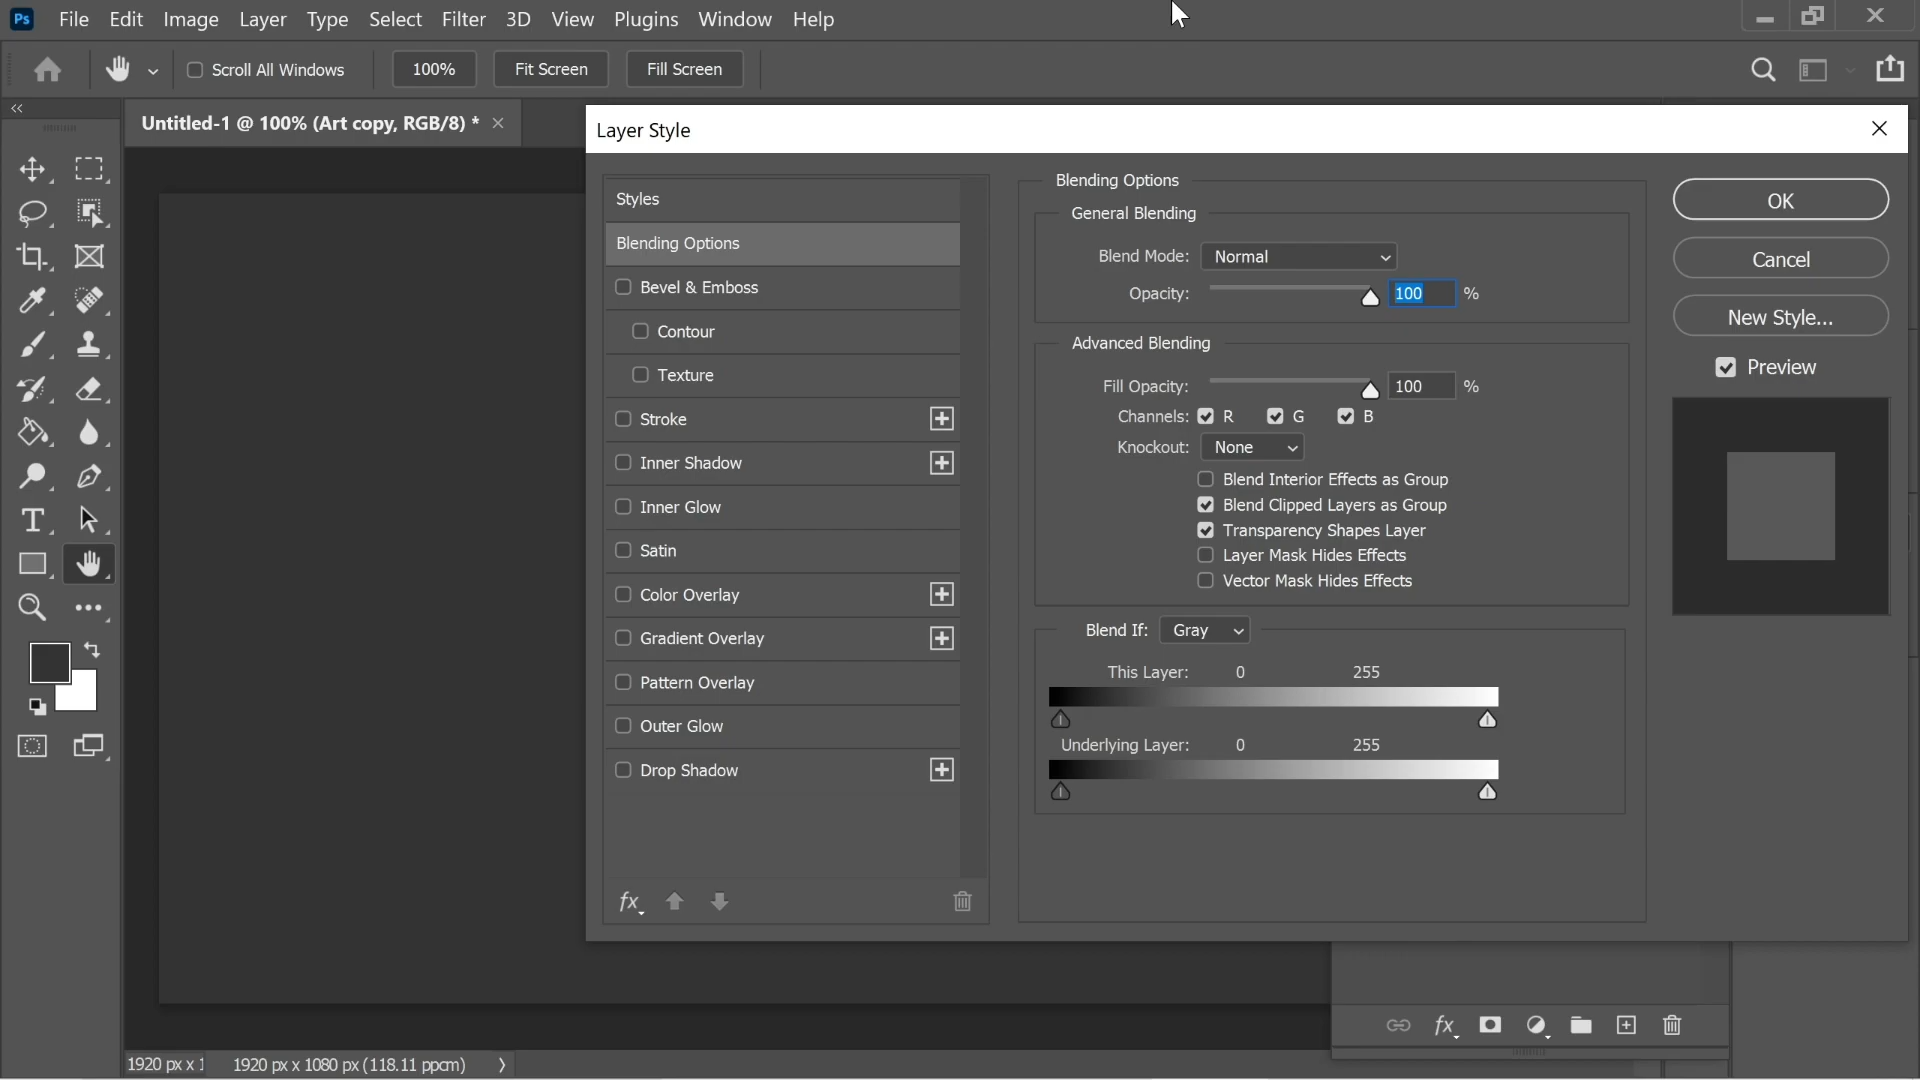 Ps File Edit Image Layer Type Select Filter 3D View Plugins Window Help
Scroll All Windows 100% Fit Screen Fill Screen
Untitled-1 @ 100% (Art copy, RGB/8) *
Layer Style
Styles
Blending Options
Bevel & Emboss
Contour
Texture
Stroke
Inner Shadow
Inner Glow
Satin
Color Overlay
Gradient Overlay
Pattern Overlay
Outer Glow
Drop Shadow
fx
Blending Options
General Blending
Blend Mode: Normal
Opacity: 100 %
Advanced Blending
Fill Opacity: 100 %
Channels: R G B
Knockout: None
Blend Interior Effects as Group
Blend Clipped Layers as Group
Transparency Shapes Layer
Layer Mask Hides Effects
Vector Mask Hides Effects
Blend If: Gray
This Layer: 0 255
Underlying Layer: 0 255
OK
Cancel
New Style...
Preview
fx
1920 px x 1 1920 px x 1080 px (118.11 ppcm)